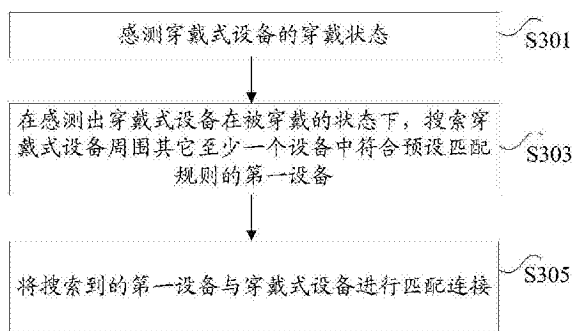 感测穿戴式设备的穿戴状态
S301
在感测出穿戴式设备在被穿戴的状态下，搜索穿
戴式设备周围其它至少一个设备中符合预设匹配
规则的第一设备
S303
将搜索到的第一设备与穿戴式设备进行匹配连接
S305